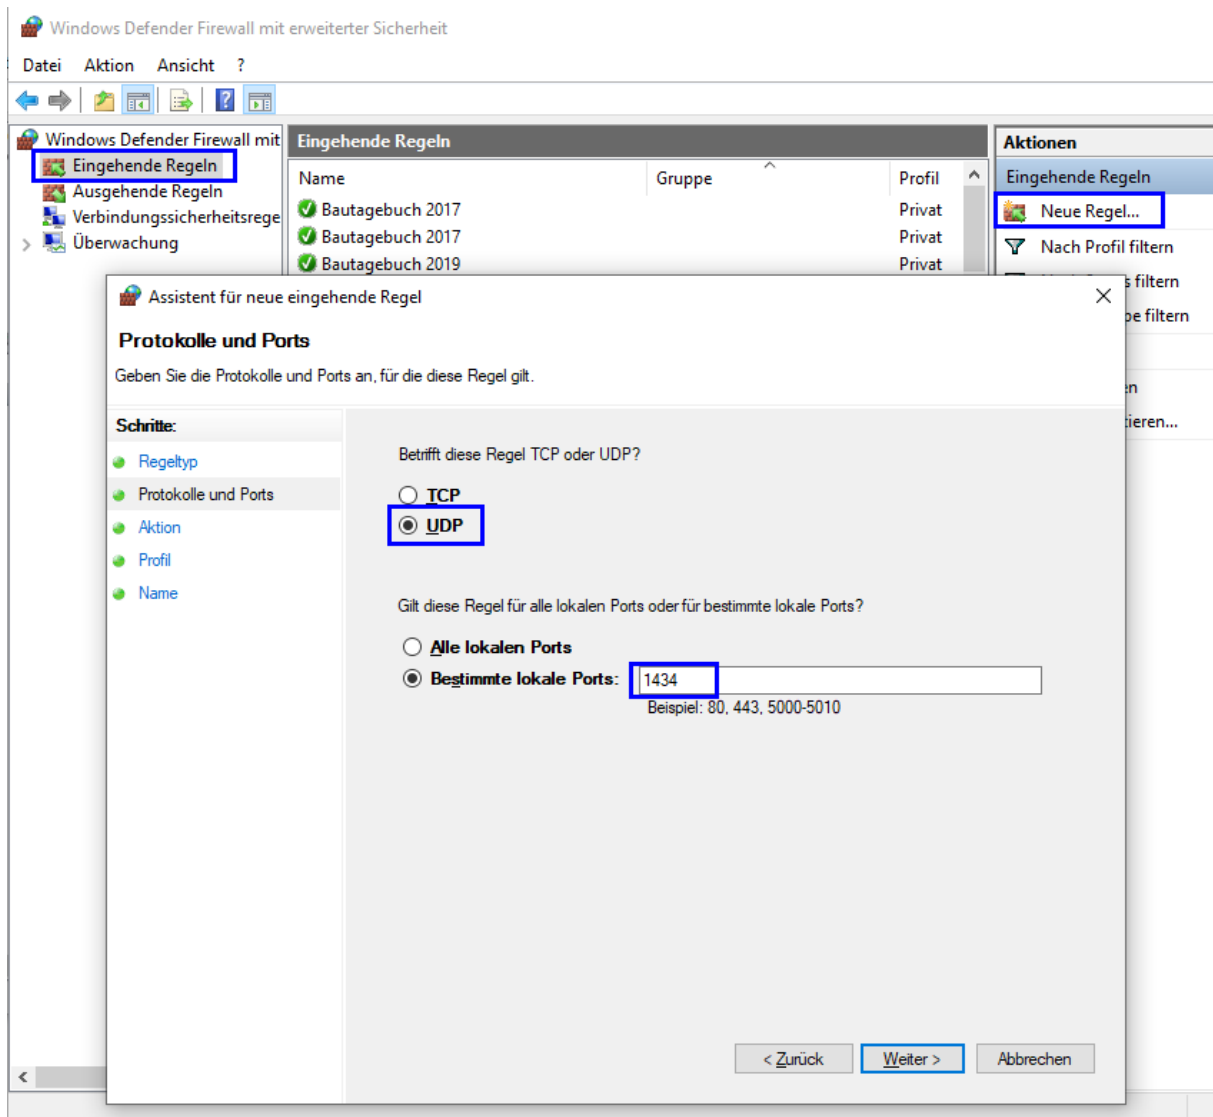 Windows Defender Firewall mit erweiterter Sicherheit
Datei Aktion Ansicht ?
Windows Defender Firewall mit
Eingehende Regeln
Ausgehende Regeln
Verbindungssicherheitsrege
Überwachung
Eingehende Regeln
Name Gruppe Profil
Bautagebuch 2017 Privat
Bautagebuch 2017 Privat
Bautagebuch 2019 Privat
Aktionen
Eingehende Regeln
Neue Regel...
Nach Profil filtern
s filtern
pe filtern
en
tieren...
Assistent für neue eingehende Regel
Protokolle und Ports
Geben Sie die Protokolle und Ports an, für die diese Regel gilt.
Schritte:
Regeltyp
Protokolle und Ports
Aktion
Profil
Name
Betrifft diese Regel TCP oder UDP?
TCP
UDP
Gilt diese Regel für alle lokalen Ports oder für bestimmte lokale Ports?
Alle lokalen Ports
Bestimmte lokale Ports: 1434
Beispiel: 80, 443, 5000-5010
< Zurück Weiter > Abbrechen